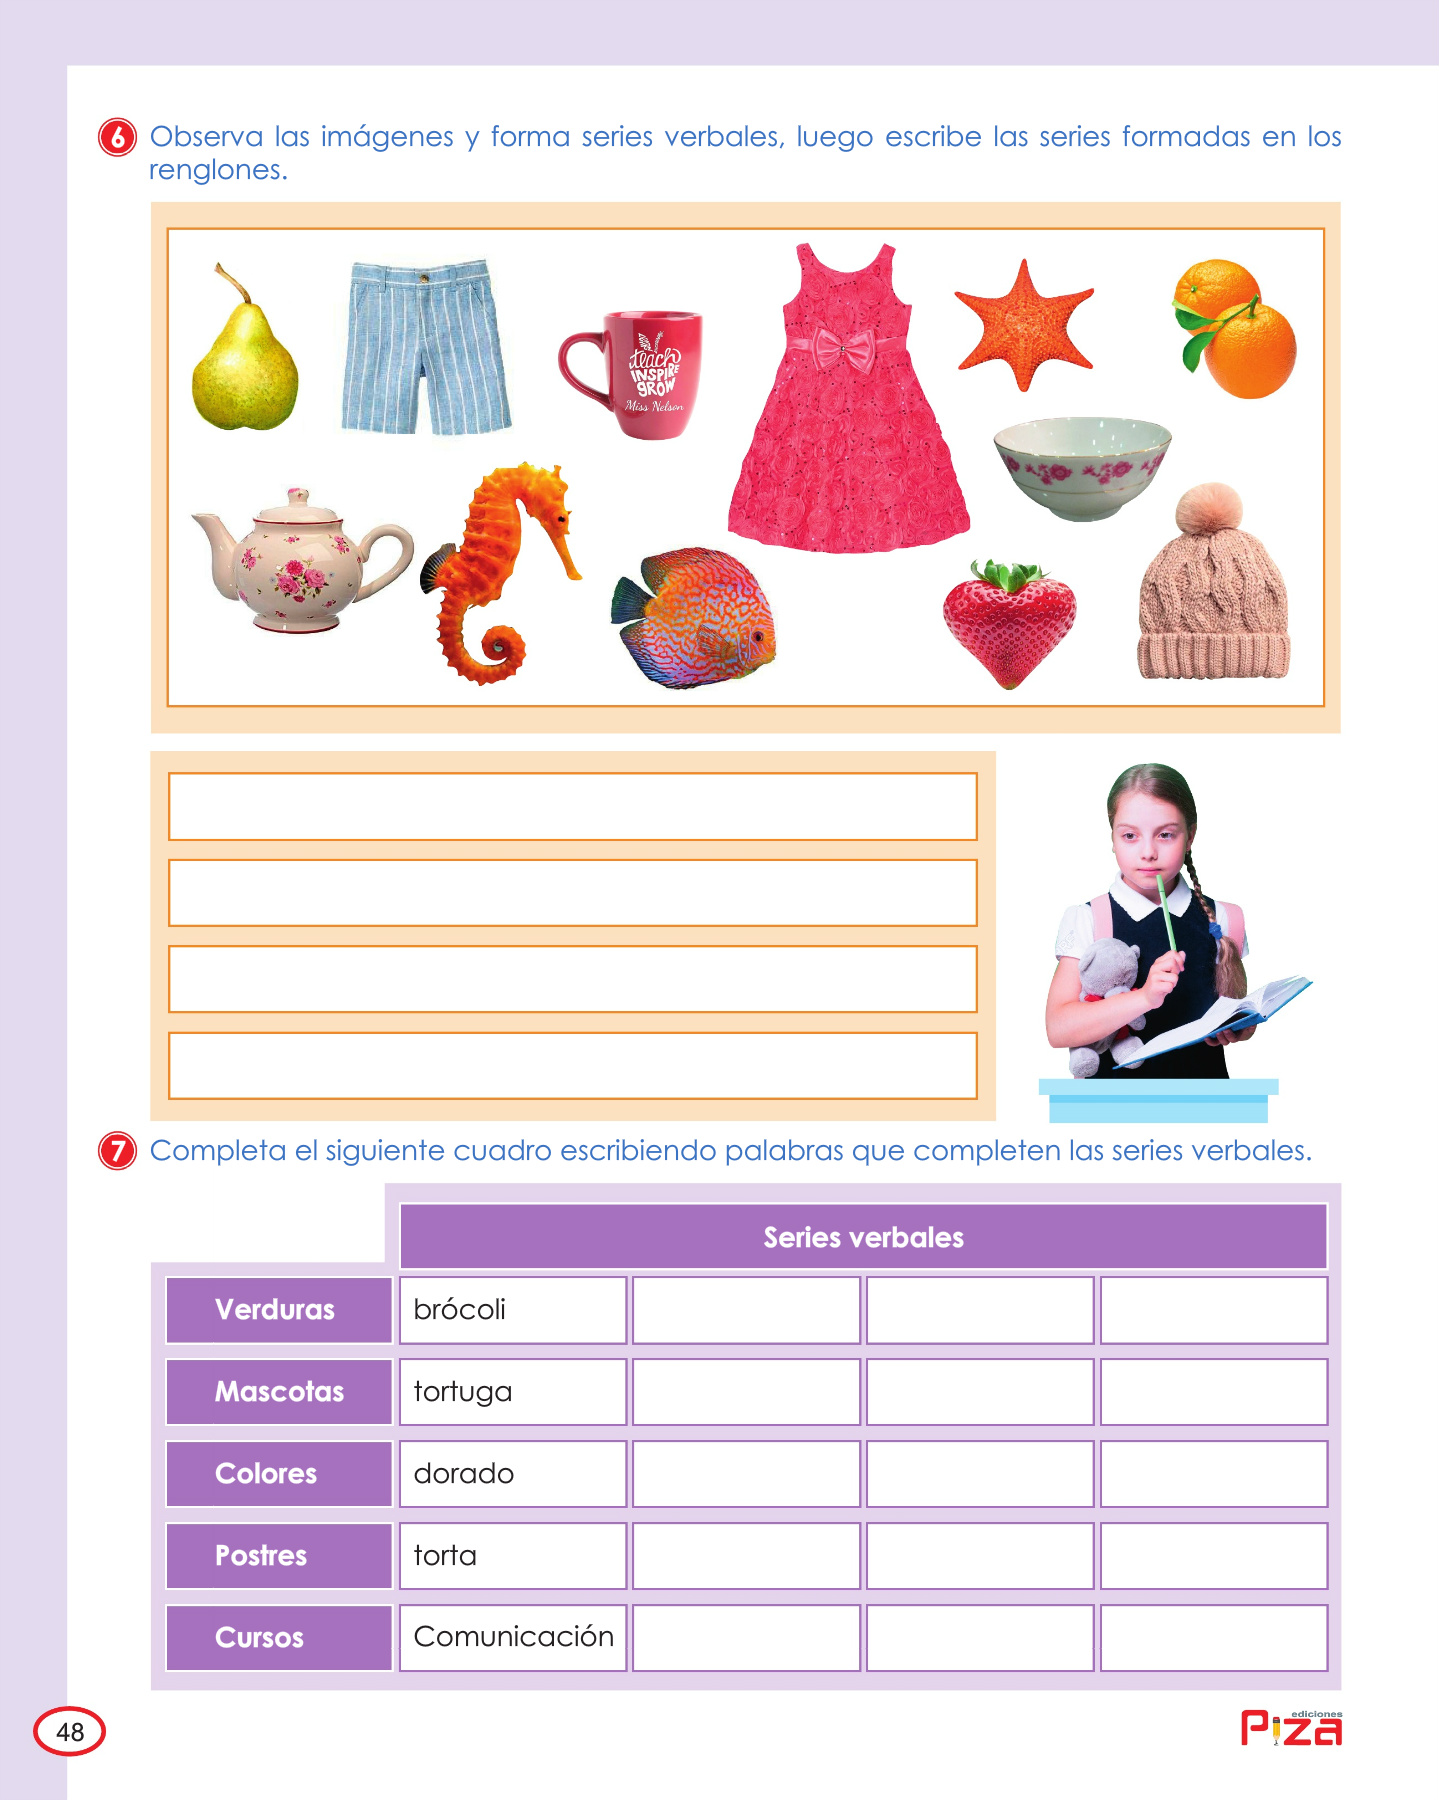 6 Observa las imágenes y forma series verbales, luego escribe las series formadas en los
renglones.
teach
INSPIRE
GROW
Miss Nelson
7 Completa el siguiente cuadro escribiendo palabras que completen las series verbales.
Series verbales
Verduras brócoli
Mascotas tortuga
Colores dorado
Postres torta
Cursos Comunicación
48
ediciones
Piza